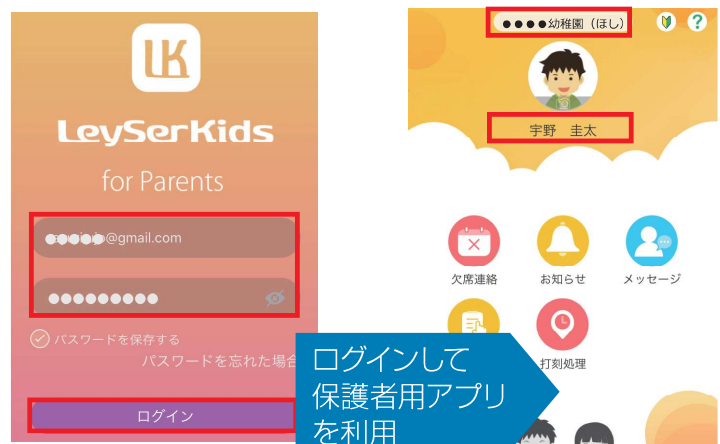 LK
LeySerKids
for Parents
●●●●●@gmail.com
●●●●●●●●●
パスワードを保存する
パスワードを忘れた場合
ログイン
ログインして
保護者用アプリ
を利用
●●●●幼稚園（ほし）
?
宇野 圭太
欠席連絡
お知らせ
メッセージ
打刻処理